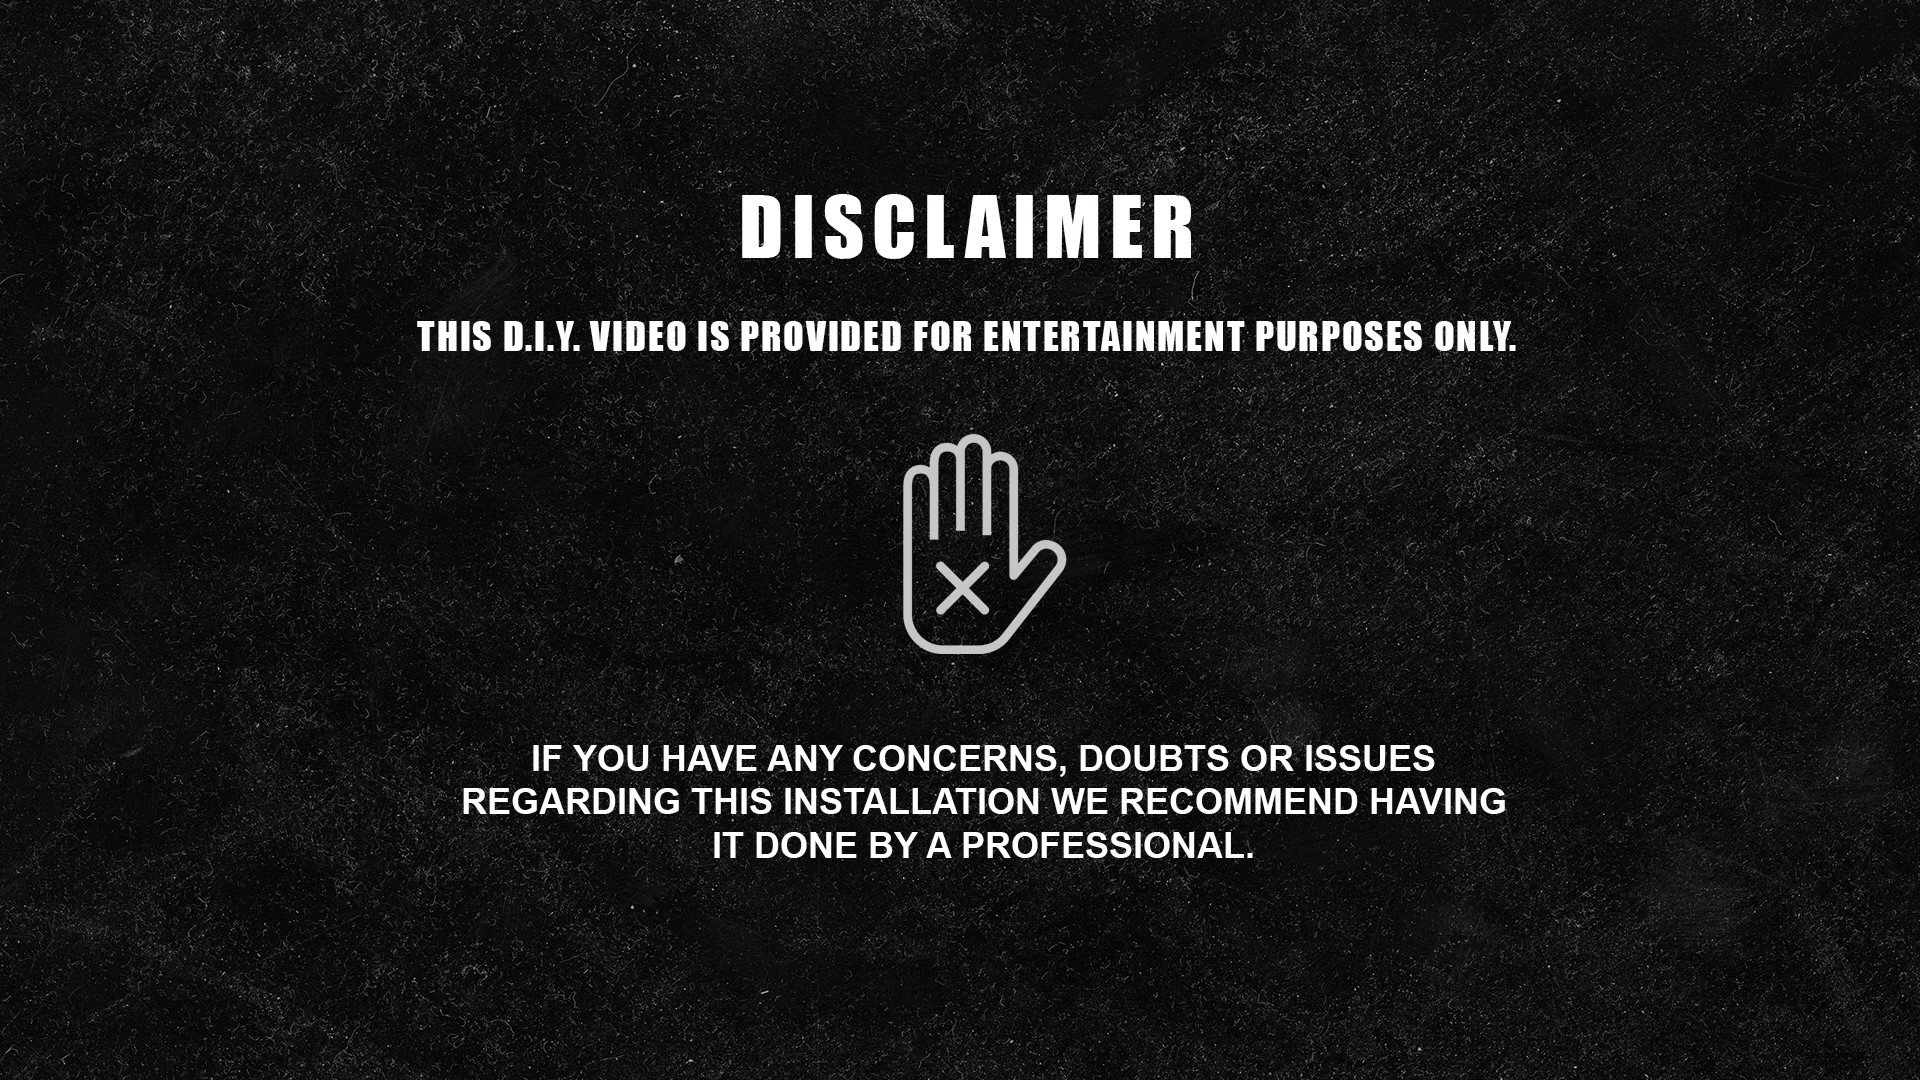 DISCLAIMER
THIS D.I.Y. VIDEO IS PROVIDED FOR ENTERTAINMENT PURPOSES ONLY.
IF YOU HAVE ANY CONCERNS, DOUBTS OR ISSUES
REGARDING THIS INSTALLATION WE RECOMMEND HAVING
IT DONE BY A PROFESSIONAL.